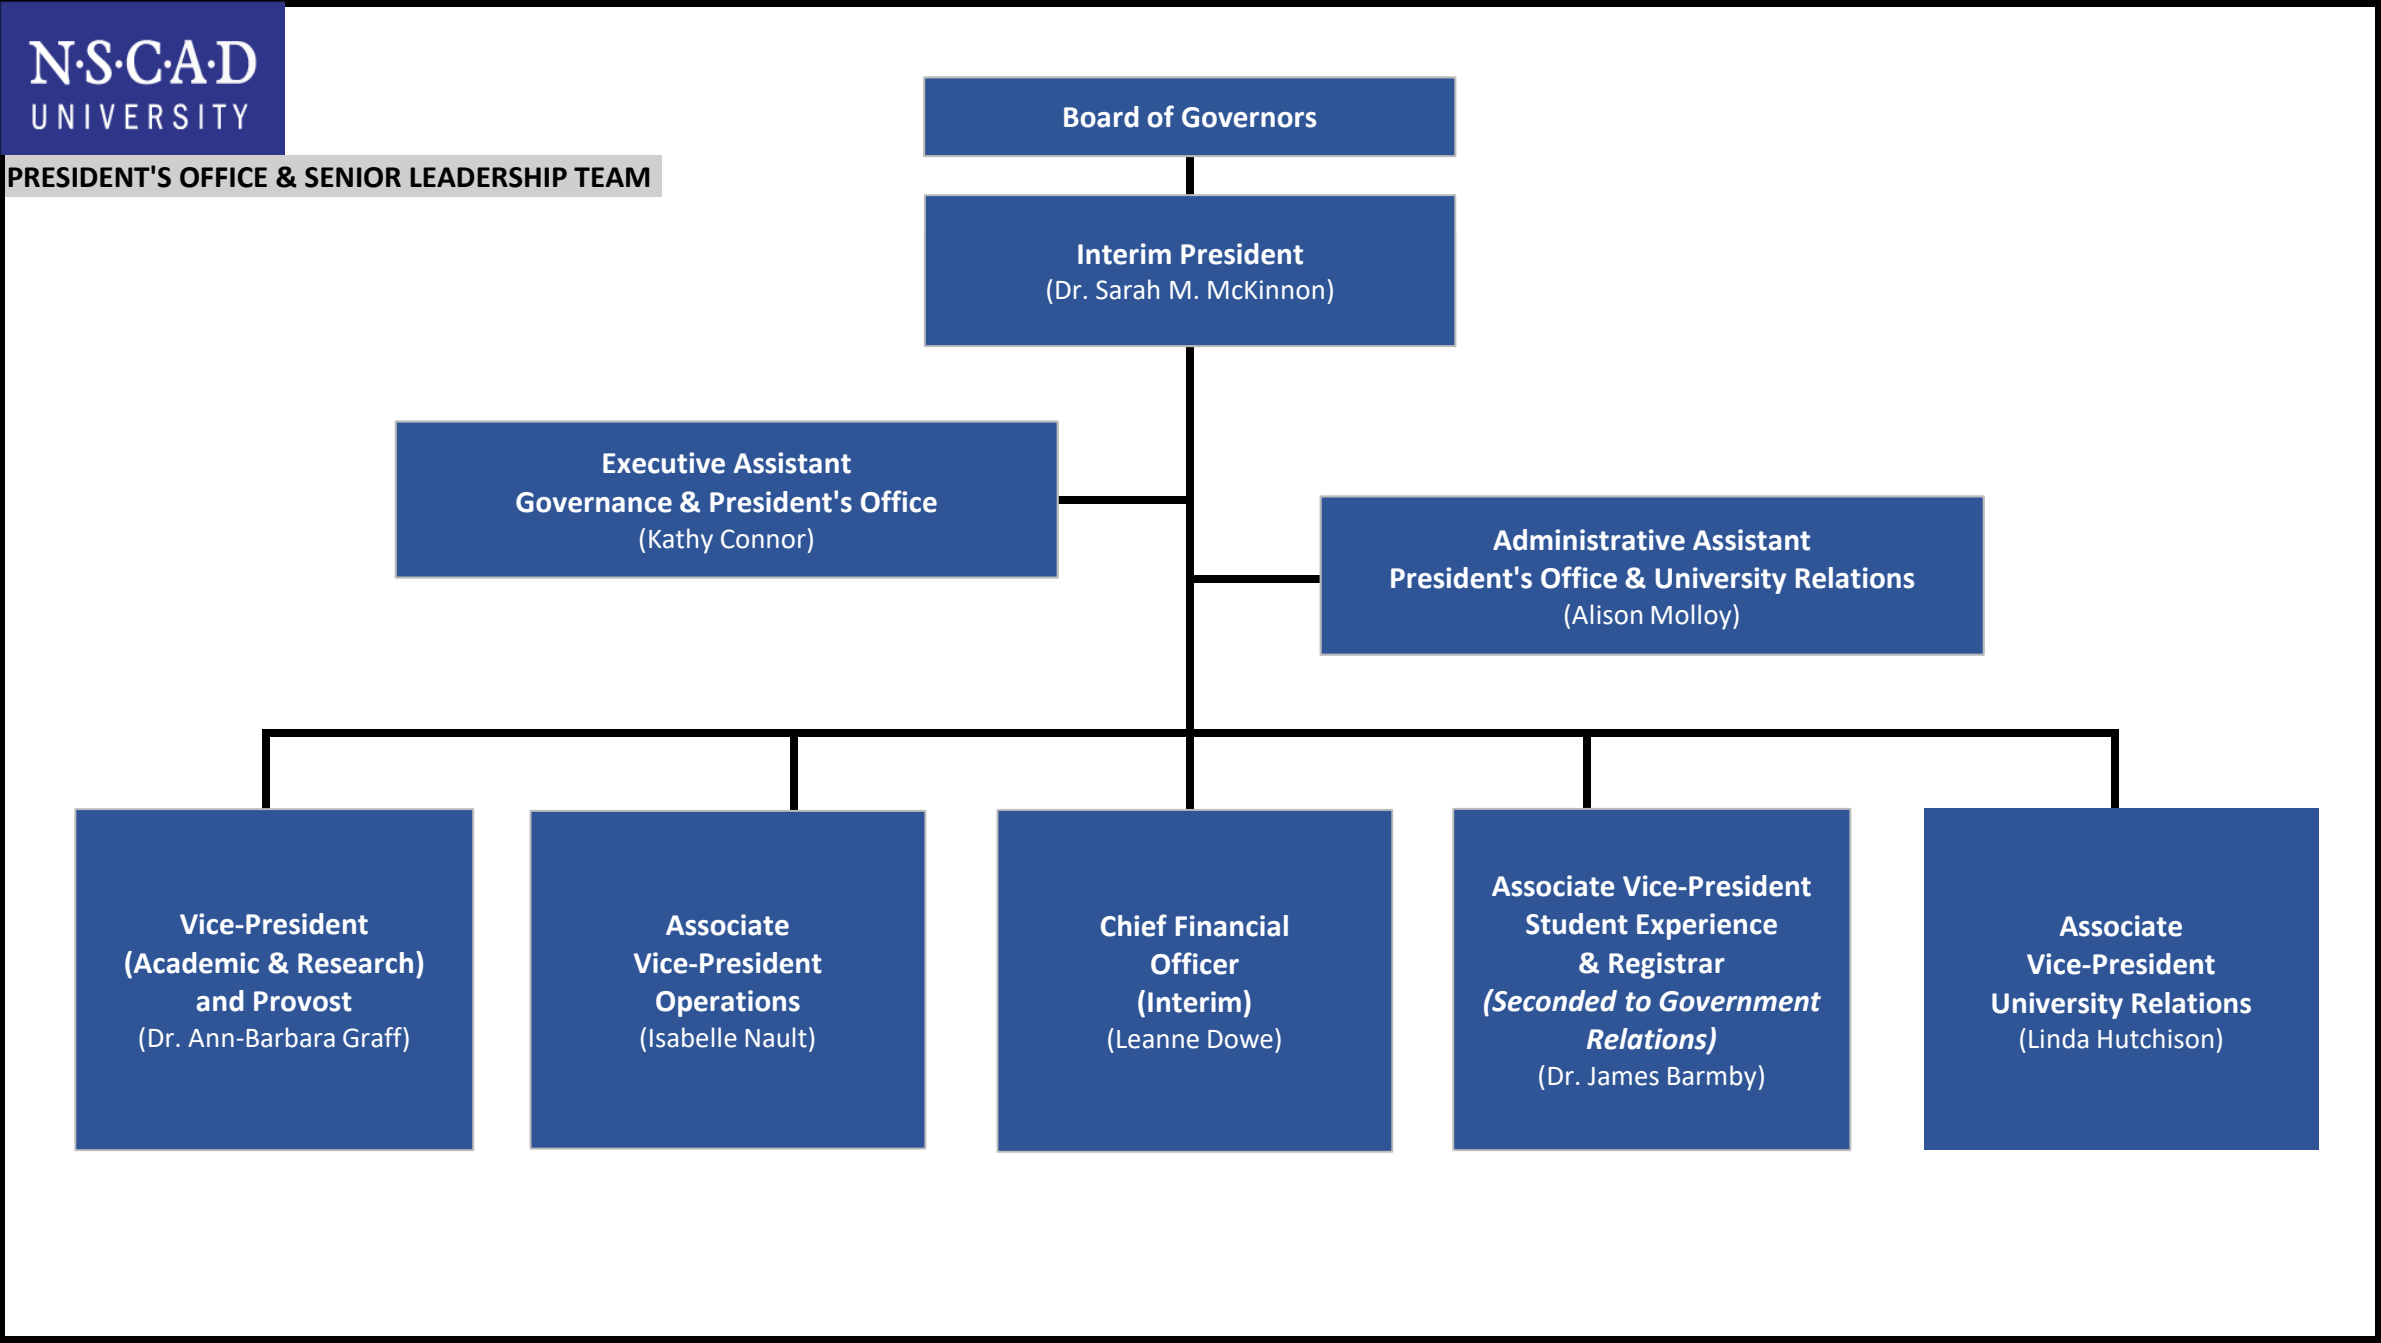 N·S·C·A·D
UNIVERSITY
PRESIDENT'S OFFICE & SENIOR LEADERSHIP TEAM
Board of Governors
Interim President
(Dr. Sarah M. McKinnon)
Executive Assistant
Governance & President's Office
(Kathy Connor)
Administrative Assistant
President's Office & University Relations
(Alison Molloy)
Vice-President
(Academic & Research)
and Provost
(Dr. Ann-Barbara Graff)
Associate
Vice-President
Operations
(Isabelle Nault)
Chief Financial
Officer
(Interim)
(Leanne Dowe)
Associate Vice-President
Student Experience
& Registrar
(Seconded to Government
Relations)
(Dr. James Barmby)
Associate
Vice-President
University Relations
(Linda Hutchison)